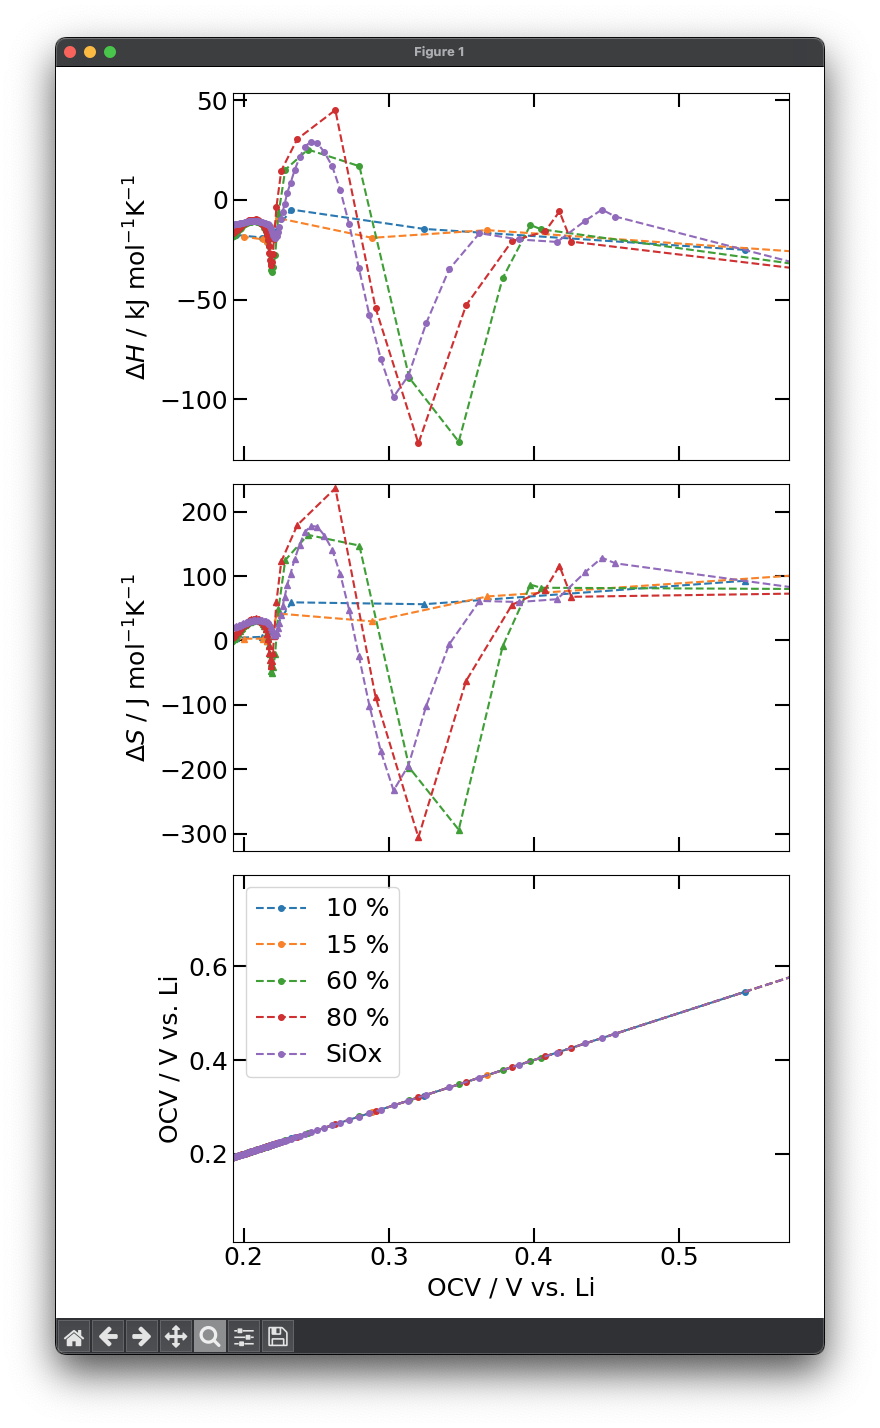 Figure 1
50
0
−50
−100
ΔH / kJ mol⁻¹K⁻¹
200
100
0
−100
−200
−300
ΔS / J mol⁻¹K⁻¹
10 %
15 %
60 %
80 %
SiOx
0.6
0.4
0.2
OCV / V vs. Li
0.2 0.3 0.4 0.5
OCV / V vs. Li